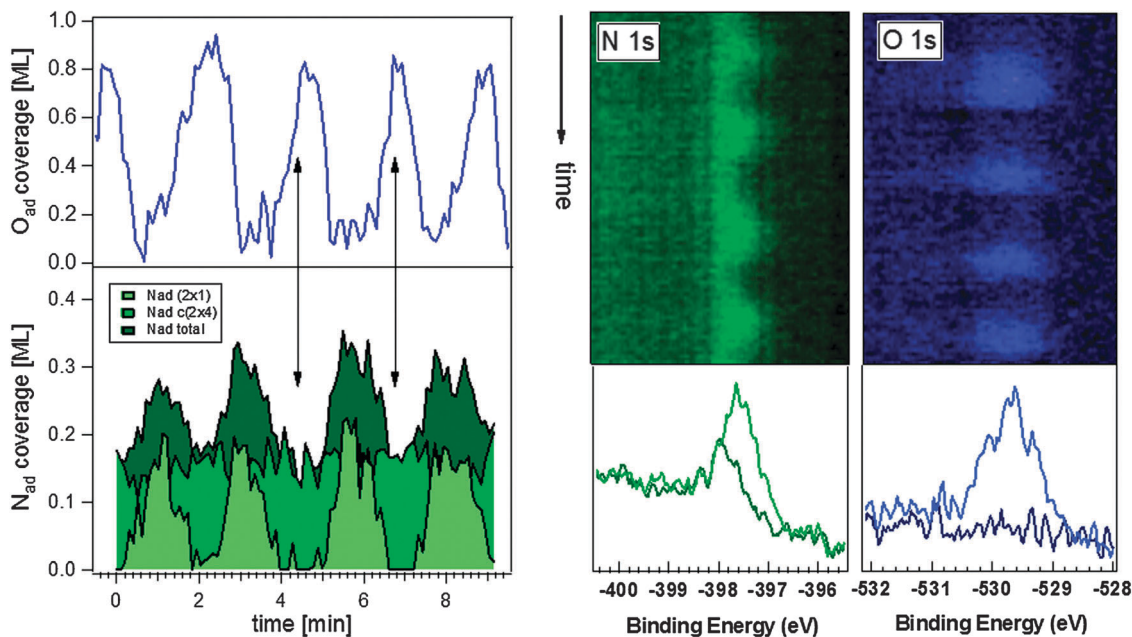 O_ad coverage [ML]
1.0
0.8
0.6
0.4
0.2
0.0
N_ad coverage [ML]
0.4
0.3
0.2
0.1
0.0
Nad (2x1)
Nad c(2x4)
Nad total
0 2 4 6 8
time [min]
time
N 1s
O 1s
-400 -399 -398 -397 -396
Binding Energy (eV)
-532 -531 -530 -529 -528
Binding Energy (eV)